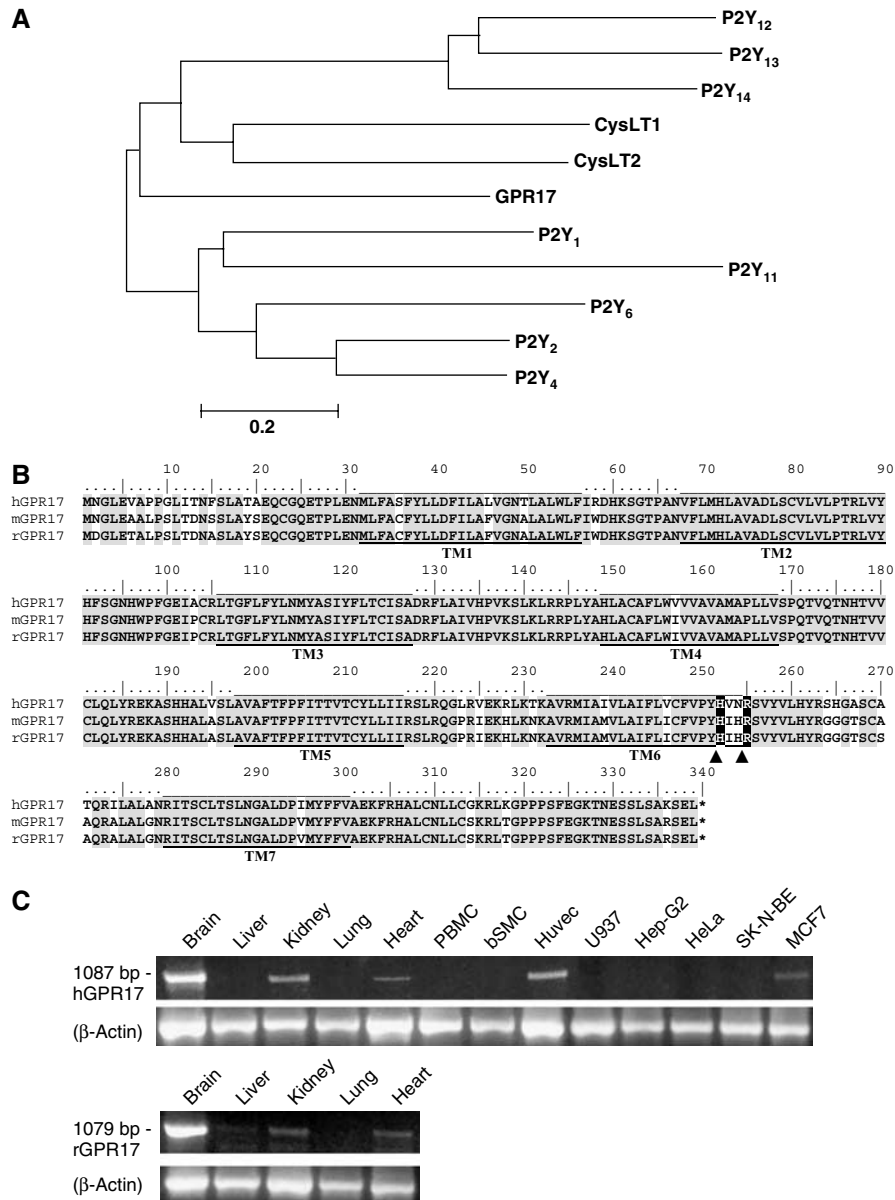 A
P2Y12
P2Y13
P2Y14
CysLT1
CysLT2
GPR17
P2Y1
P2Y11
P2Y6
P2Y2
P2Y4
0.2
B
10 20 30 40 50 60 70 80 90
hGPR17 MNGLEVAPPGLITNFSLATAEQCGQETPLENMLFASFYLLDFILALVGNTLALWLFIRDHKSGTPANVFLMHLAVADLSCVLVLPTRLVY
mGPR17 MNGLEAALPSLTDNSSLAYSEQCGQETPLENMLFACFYLLDFILAFVGNALALWLFIWDHKSGTPANVFLMHLAVADLSCVLVLPTRLVY
rGPR17 MDGLETALPSLTDNASLAYSEQCGQETPLENMLFACFYLLDFILAFVGNALALWLFIWDHKSGTPANVFLMHLAVADLSCVLVLPTRLVY
TM1 TM2
100 110 120 130 140 150 160 170 180
hGPR17 HFSGNHWPFGEIACRLTGFLFYLNMYASIYFLTCISADRFLAIVHPVKSLKLRRPLYAHLACAFLWVVVAVAMAPLLVSPQTVQTNHTVV
mGPR17 HFSGNHWPFGEIPCRLTGFLFYLNMYASIYFLTCISADRFLAIVHPVKSLKLRRPLYAHLACAFLWIVVAVAMAPLLVSPQTVQTNHTVV
rGPR17 HFSGNHWPFGEIPCRLTGFLFYLNMYASIYFLTCISADRFLAIVHPVKSLKLRRPLYAHLACAFLWIVVAVAMAPLLVSPQTVQTNHTVV
TM3 TM4
190 200 210 220 230 240 250 260 270
hGPR17 CLQLYREKASHHALVSLAVAFTFPFITTVTCYLLIIRSLRQGLRVEKRLKTKAVRMIAIVLAIFLVCFVPYHVNRSVYVLHYRSHGASCA
mGPR17 CLQLYREKASHHALASLAVAFTFPFITTVTCYLLIIRSLRQGPRIEKHLKNKAVRMIAMVLAIFLICFVPYHIHRSVYVLHYRGGGTSCA
rGPR17 CLQLYREKASHHALASLAVAFTFPFITTVTCYLLIIRSLRQGPRIEKHLKNKAVRMIAMVLAIFLICFVPYHIHRSVYVLHYRGGGTSCS
TM5 TM6
280 290 300 310 320 330 340
hGPR17 TQRILALANRITSCLTSLNGALDPIMYFFVAEKFRHALCNLLCGKRLKGPPPSFEGKTNESSLSAKSEL*
mGPR17 AQRALALGNRITSCLTSLNGALDPVMYFFVAEKFRHALCNLLCSKRLTGPPPSFEGKTNESSLSARSEL*
rGPR17 AQRALALGNRITSCLTSLNGALDPVMYFFVAEKFRHALCNLLCSKRLTGPPPSFEGKTNESSLSARSEL*
TM7
C
Brain Liver Kidney Lung Heart PBMC bSMC Huvec U937 Hep-G2 HeLa SK-N-BE MCF7
1087 bp -
hGPR17
(β-Actin)
Brain Liver Kidney Lung Heart
1079 bp -
rGPR17
(β-Actin)